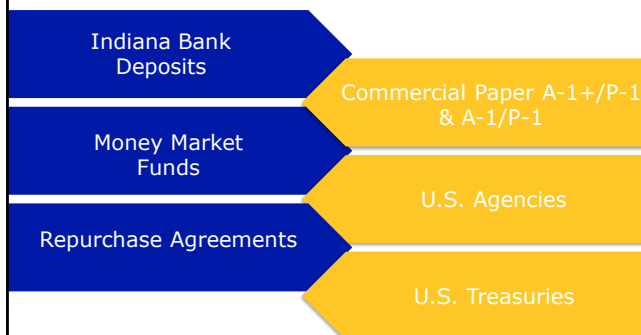 Indiana Bank
Deposits
Commercial Paper A-1+/P-1
& A-1/P-1
Money Market
Funds
U.S. Agencies
Repurchase Agreements
U.S. Treasuries